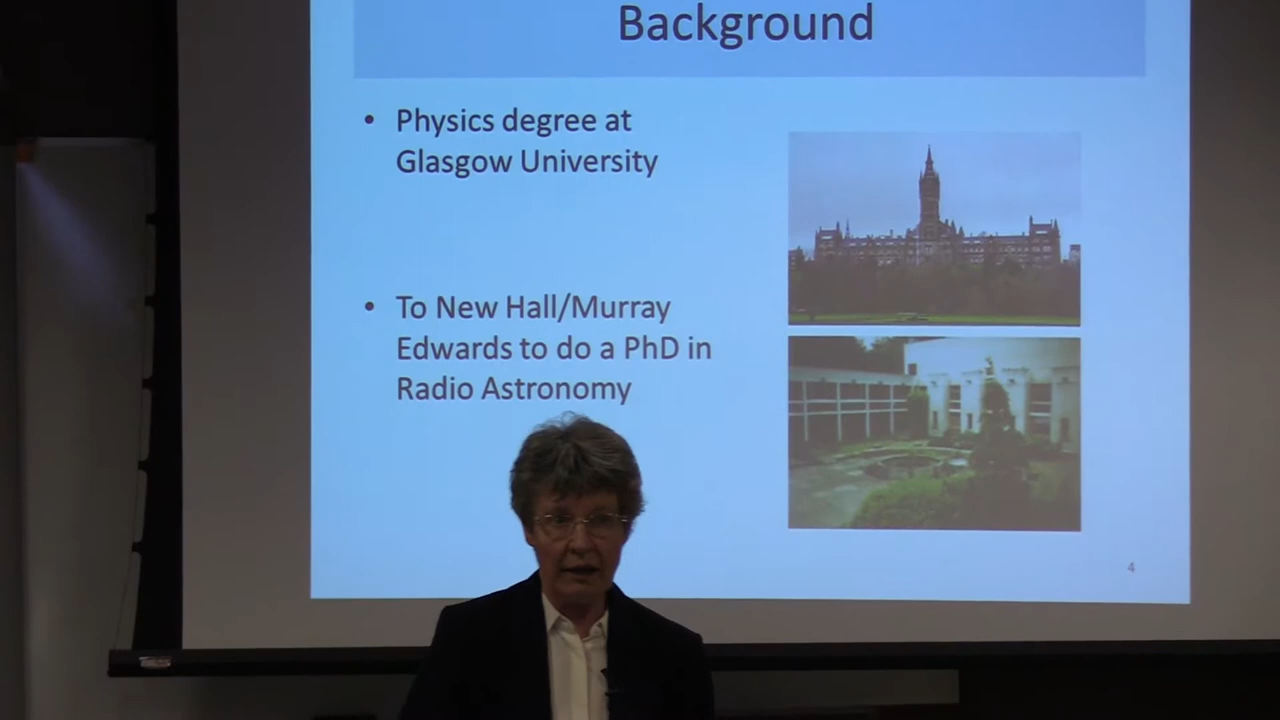 Background
• Physics degree at
Glasgow University
• To New Hall/Murray
Edwards to do a PhD in
Radio Astronomy
4